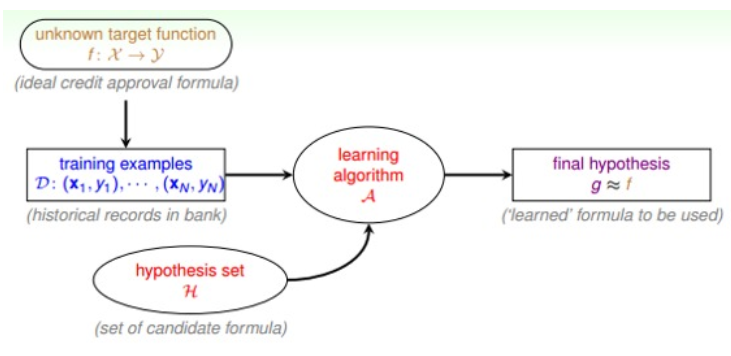 unknown target function
f: 𝒳 → 𝒴
(ideal credit approval formula)
training examples
𝒟: (x₁, y₁), ⋯ , (x_N, y_N)
(historical records in bank)
learning
algorithm
𝒜
final hypothesis
g ≈ f
('learned' formula to be used)
hypothesis set
ℋ
(set of candidate formula)